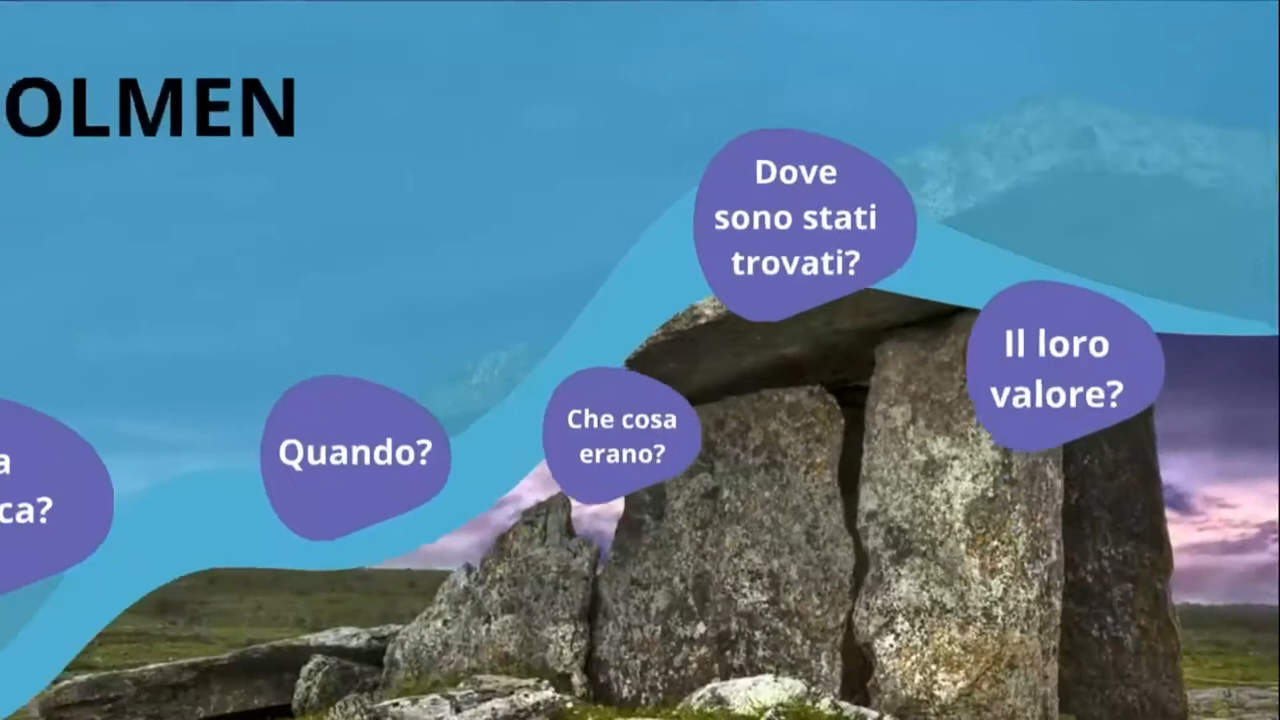 OLMEN
Dove
sono stati
trovati?
Il loro
valore?
Che cosa
erano?
Quando?
a
ca?